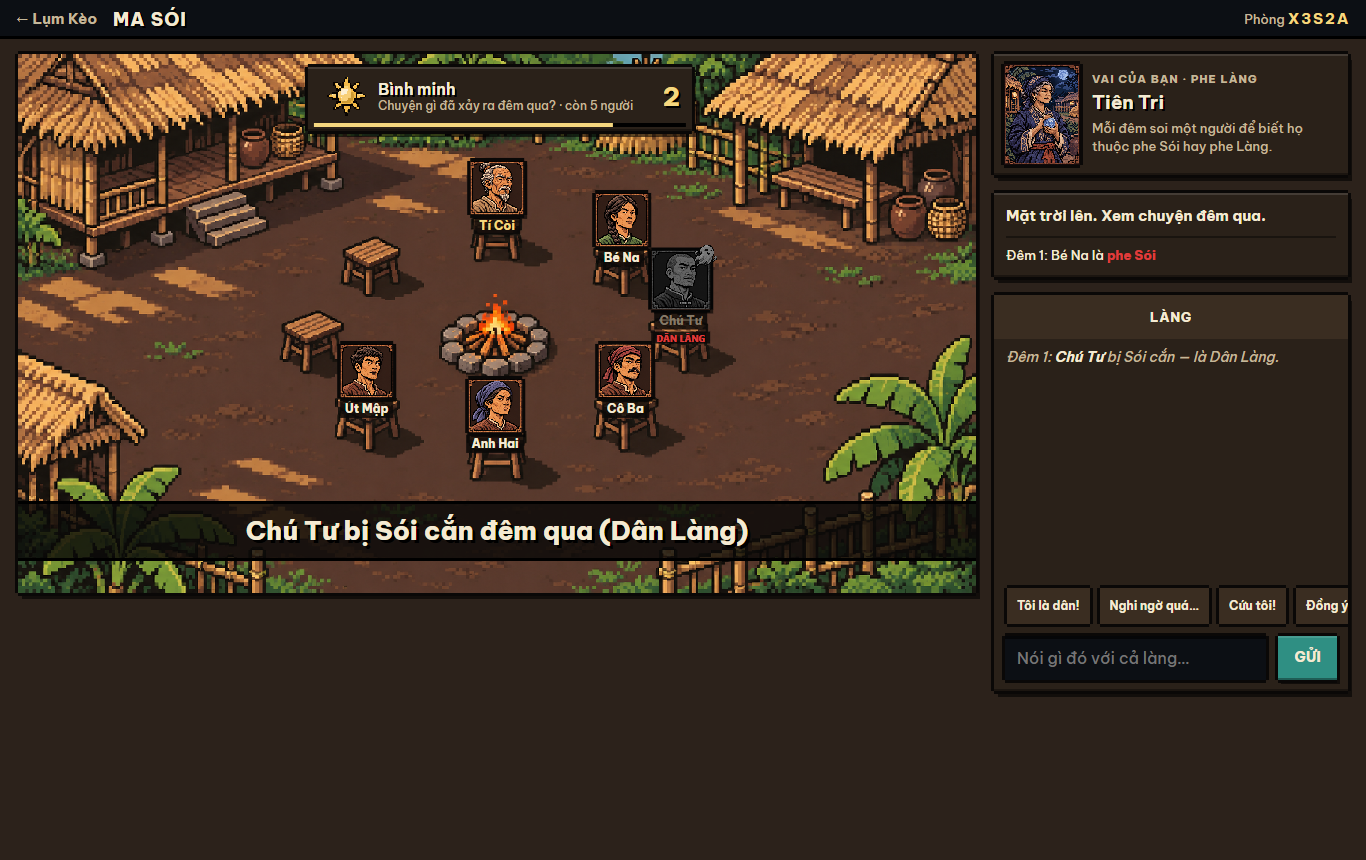 ← Lụm Kèo MA SÓI
Phòng X3S2A
Bình minh
Chuyện gì đã xảy ra đêm qua? · còn 5 người
2
Tí Còi
Bé Na
Chú Tư
DÂN LÀNG
Út Mập
Cô Ba
Anh Hai
Chú Tư bị Sói cắn đêm qua (Dân Làng)
VAI CỦA BẠN · PHE LÀNG
Tiên Tri
Mỗi đêm soi một người để biết họ
thuộc phe Sói hay phe Làng.
Mặt trời lên. Xem chuyện đêm qua.
Đêm 1: Bé Na là phe Sói
LÀNG
Đêm 1: Chú Tư bị Sói cắn — là Dân Làng.
Tôi là dân! Nghi ngờ quá... Cứu tôi! Đồng ý
Nói gì đó với cả làng...
GỬI